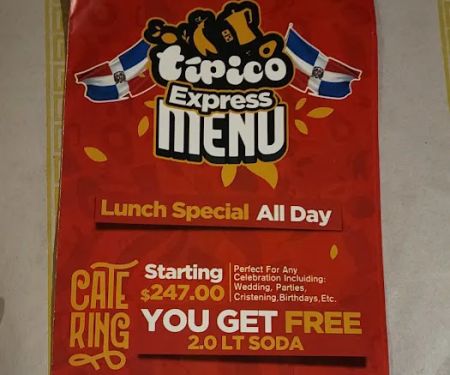 típico
Express
MENU
Lunch Special All Day
CATE
RING
Starting
$247.00
Perfect For Any
Celebration Incluiding:
Wedding, Parties,
Cristening, Birthdays, Etc.
YOU GET FREE
2.0 LT SODA